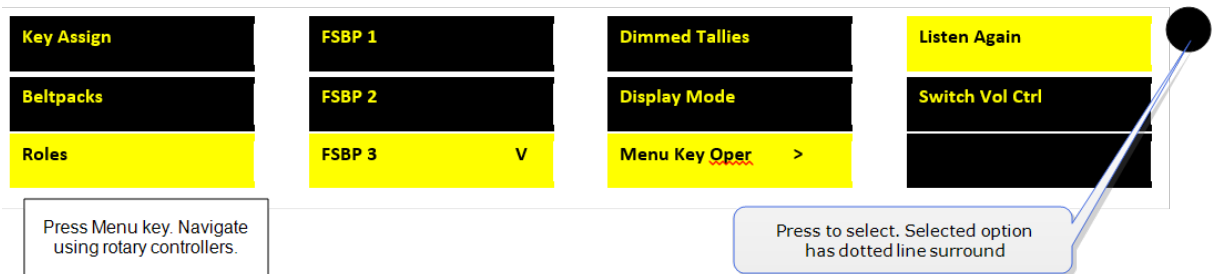 Key Assign
FSBP 1
Dimmed Tallies
Listen Again
Beltpacks
FSBP 2
Display Mode
Switch Vol Ctrl
Roles
FSBP 3 V
Menu Key Oper >
Press Menu key. Navigate
using rotary controllers.
Press to select. Selected option
has dotted line surround